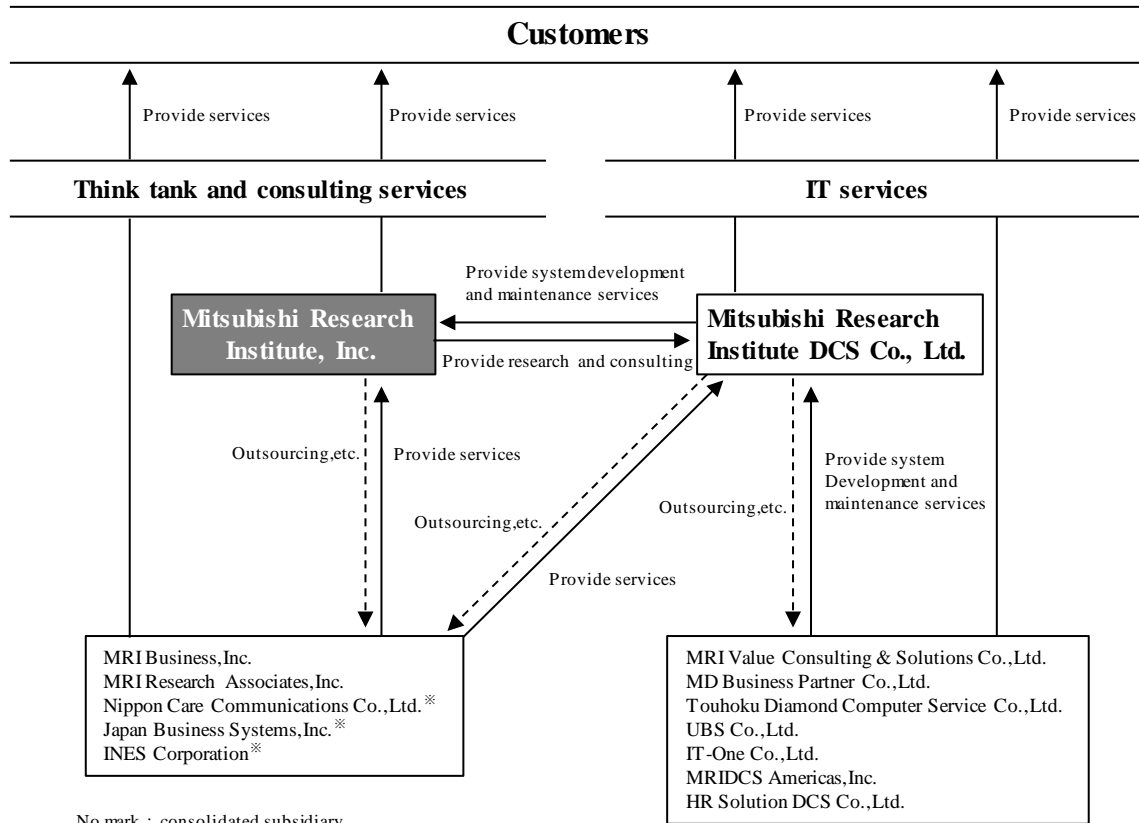 Customers
Provide services
Provide services
Provide services
Provide services
Think tank and consulting services
IT services
Provide system development
and maintenance services
Mitsubishi Research
Institute, Inc.
Mitsubishi Research
Institute DCS Co., Ltd.
Provide research and consulting
Outsourcing,etc.
Provide services
Outsourcing,etc.
Provide services
Outsourcing,etc.
Provide system
Development and
maintenance services
MRI Business,Inc.
MRI Research Associates,Inc.
Nippon Care Communications Co.,Ltd.※
Japan Business Systems,Inc.※
INES Corporation※
MRI Value Consulting & Solutions Co.,Ltd.
MD Business Partner Co.,Ltd.
Touhoku Diamond Computer Service Co.,Ltd.
UBS Co.,Ltd.
IT-One Co.,Ltd.
MRIDCS Americas,Inc.
HR Solution DCS Co.,Ltd.
No mark : consolidated subsidiary